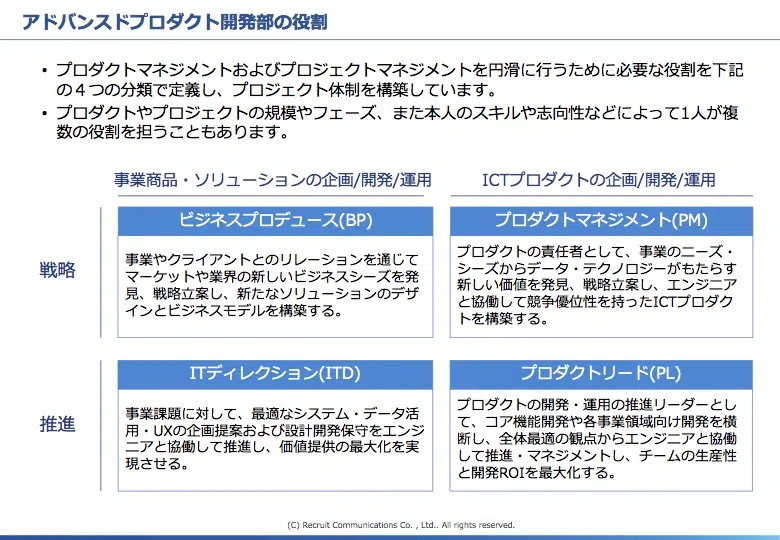 アドバンスドプロダクト開発部の役割
• プロダクトマネジメントおよびプロジェクトマネジメントを円滑に行うために必要な役割を下記
の４つの分類で定義し、プロジェクト体制を構築しています。
• プロダクトやプロジェクトの規模やフェーズ、また本人のスキルや志向性などによって1人が複
数の役割を担うこともあります。
事業商品・ソリューションの企画/開発/運用
ICTプロダクトの企画/開発/運用
戦略
ビジネスプロデュース(BP)
事業やクライアントとのリレーションを通じて
マーケットや業界の新しいビジネスシーズを発
見、戦略立案し、新たなソリューションのデザ
インとビジネスモデルを構築する。
プロダクトマネジメント(PM)
プロダクトの責任者として、事業のニーズ・
シーズからデータ・テクノロジーがもたらす
新しい価値を発見、戦略立案し、エンジニア
と協働して競争優位性を持ったICTプロダク
トを構築する。
推進
ITディレクション(ITD)
事業課題に対して、最適なシステム・データ活
用・UXの企画提案および設計開発保守をエンジ
ニアと協働して推進し、価値提供の最大化を実
現させる。
プロダクトリード(PL)
プロダクトの開発・運用の推進リーダーとし
て、コア機能開発や各事業領域向け開発を横
断し、全体最適の観点からエンジニアと協働
して推進・マネジメントし、チームの生産性
と開発ROIを最大化する。
(C) Recruit Communications Co. , Ltd.. All rights reserved.